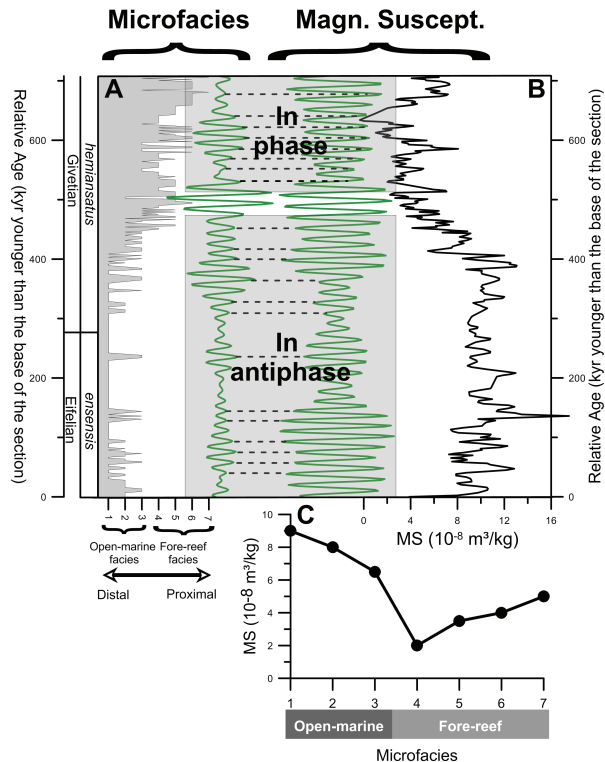 Microfacies Magn. Suscept.
A B
Relative Age (kyr younger than the base of the section)
600
400
200
0
Givetian
hemiansatus
Eifelian
ensensis
In
phase
In
antiphase
600
400
200
0
Relative Age (kyr younger than the base of the section)
1 2 3 4 5 6 7
Open-marine
facies
Fore-reef
facies
Distal Proximal
0 4 8 12 16
MS (10-8 m³/kg)
C
10
8
6
4
2
0
MS (10-8 m³/kg)
1 2 3 4 5 6 7
Open-marine Fore-reef
Microfacies